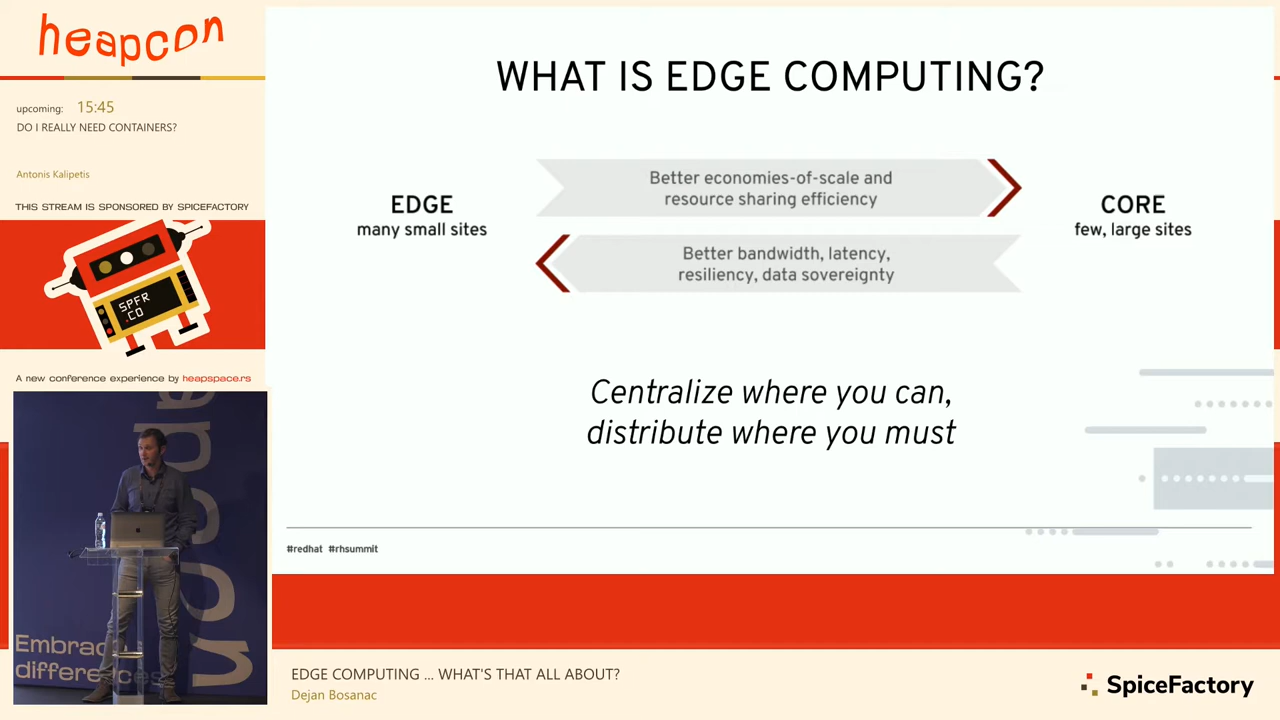 heapcon
upcoming: 15:45
DO I REALLY NEED CONTAINERS?
Antonis Kalipetis
THIS STREAM IS SPONSORED BY SPICEFACTORY
SPFR
.CO
A new conference experience by heapspace.rs
WHAT IS EDGE COMPUTING?
EDGE
many small sites
Better economies-of-scale and
resource sharing efficiency
Better bandwidth, latency,
resiliency, data sovereignty
CORE
few, large sites
Centralize where you can,
distribute where you must
#redhat #rhsummit
Embrace
differences
EDGE COMPUTING ... WHAT'S THAT ALL ABOUT?
Dejan Bosanac
SpiceFactory